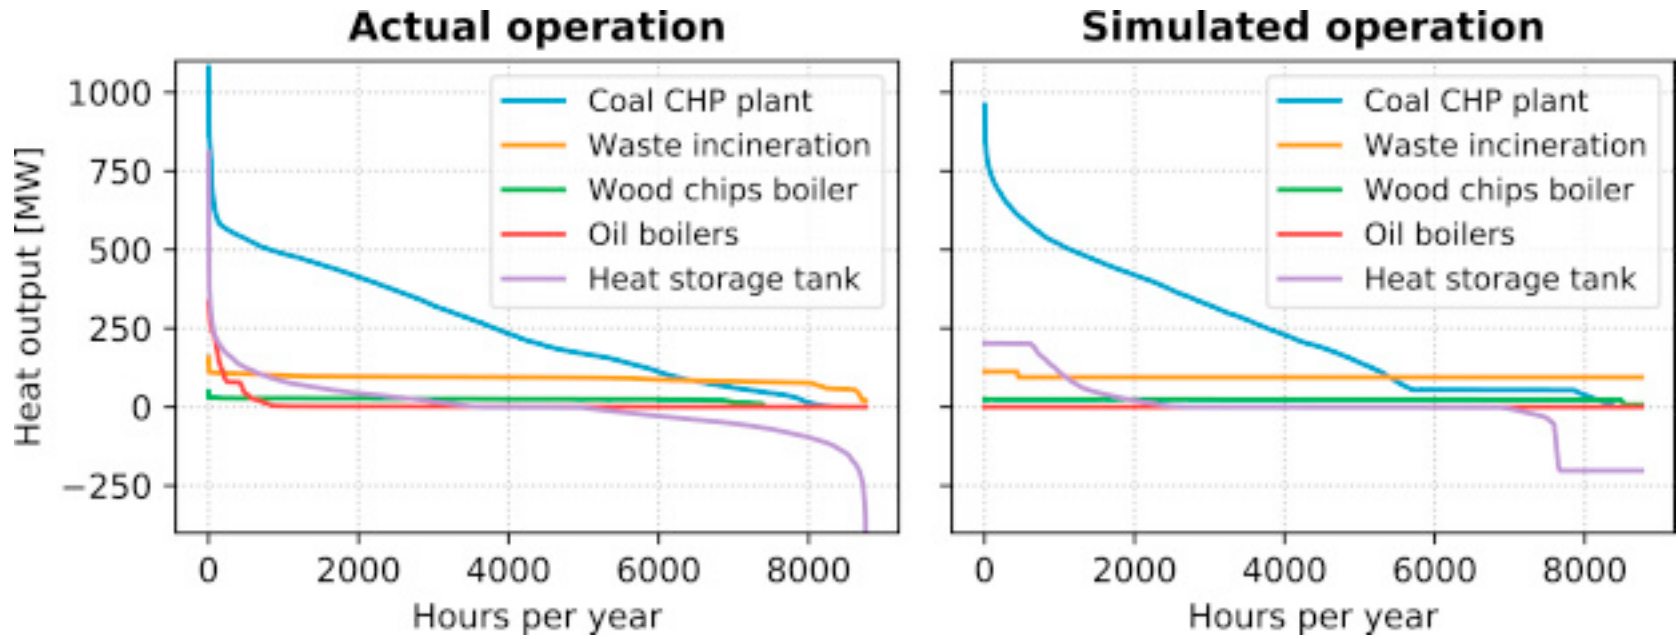 Actual operation
Simulated operation
Heat output [MW]
1000
750
500
250
0
−250
Coal CHP plant
Waste incineration
Wood chips boiler
Oil boilers
Heat storage tank
0 2000 4000 6000 8000
Hours per year
Coal CHP plant
Waste incineration
Wood chips boiler
Oil boilers
Heat storage tank
0 2000 4000 6000 8000
Hours per year